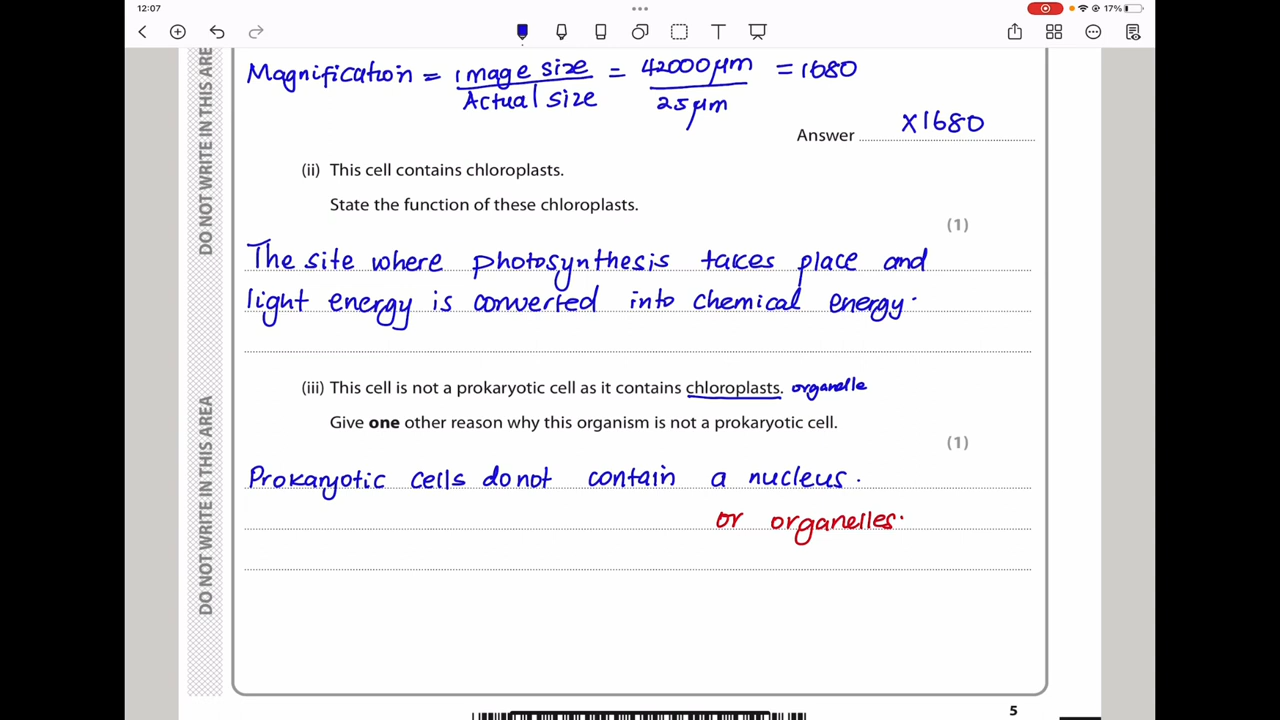 12:07
17%
Magnification = image size = 42000μm = 1680
Actual size 25μm
Answer ×1680
(ii) This cell contains chloroplasts.
State the function of these chloroplasts.
(1)
The site where photosynthesis takes place and
light energy is converted into chemical energy.
(iii) This cell is not a prokaryotic cell as it contains chloroplasts. organelle
Give one other reason why this organism is not a prokaryotic cell.
(1)
Prokaryotic cells do not contain a nucleus.
or organelles.
5
DO NOT WRITE IN THIS ARE
DO NOT WRITE IN THIS AREA